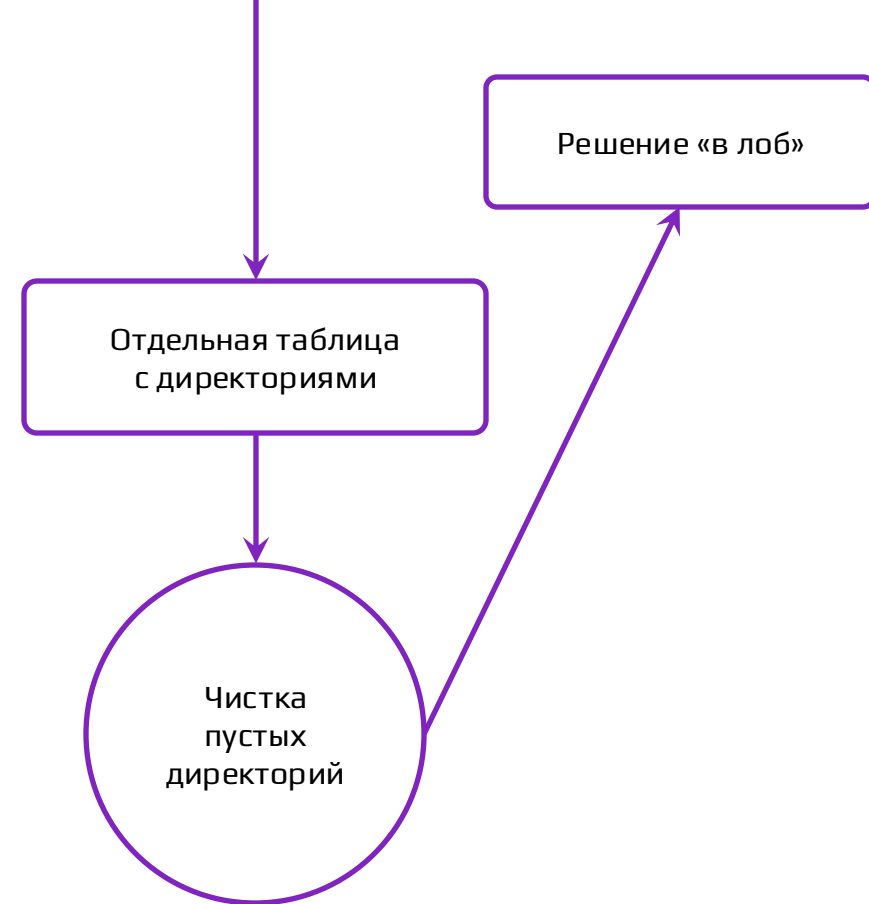 Решение «в лоб»
Отдельная таблица
с директориями
Чистка
пустых
директорий